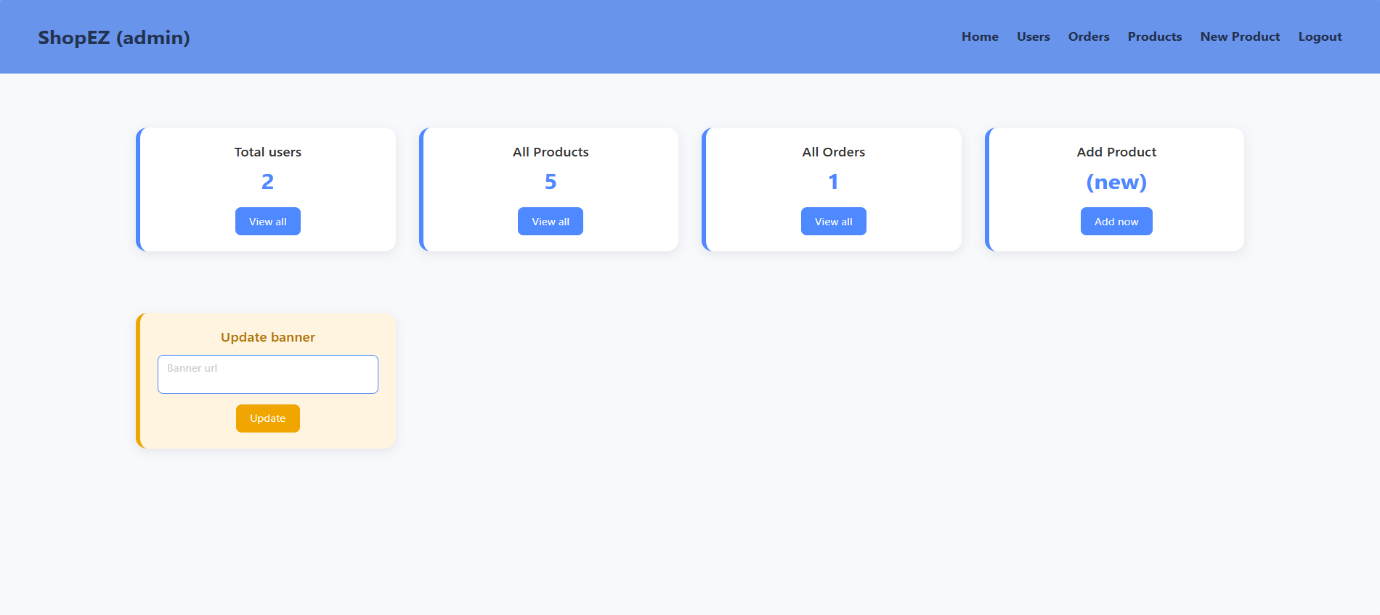 ShopEZ (admin)
Home Users Orders Products New Product Logout
Total users
2
View all
All Products
5
View all
All Orders
1
View all
Add Product
(new)
Add now
Update banner
Banner url
Update